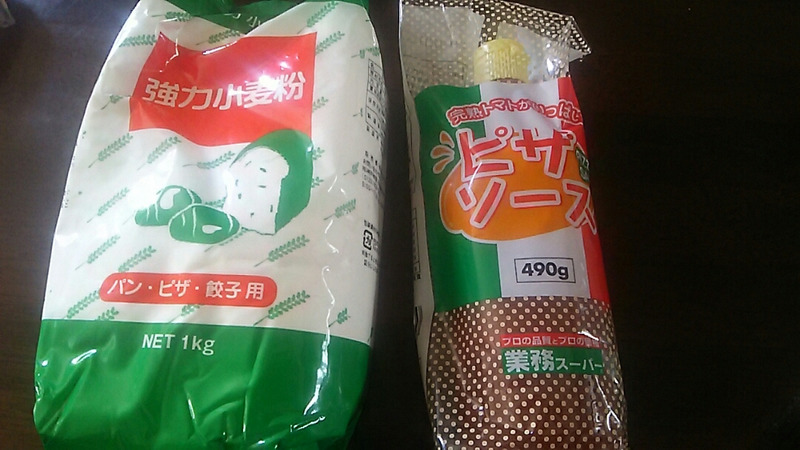 強力小麦粉
パン・ピザ・餃子用
NET 1kg
完熟トマトがいっぱい
ピザ
ソース
490g
プロの品質とプロの
業務スーパー